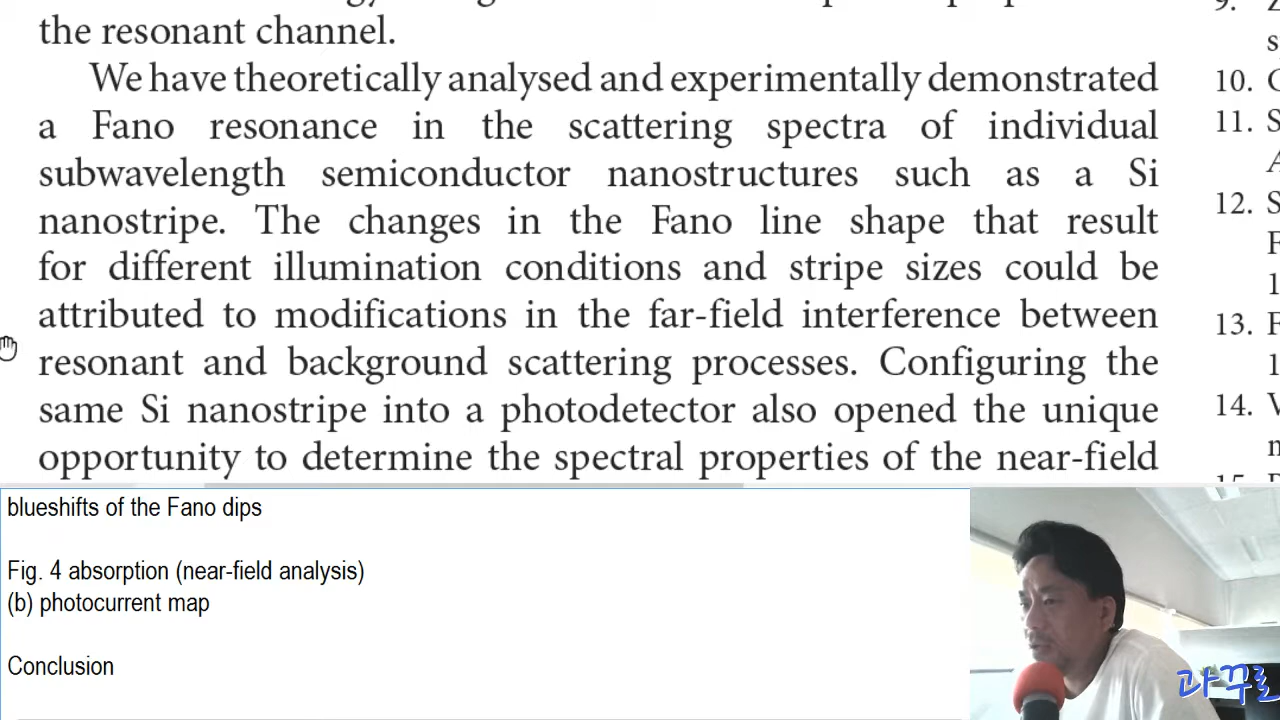 the resonant channel.
We have theoretically analysed and experimentally demonstrated
a Fano resonance in the scattering spectra of individual
subwavelength semiconductor nanostructures such as a Si
nanostripe. The changes in the Fano line shape that result
for different illumination conditions and stripe sizes could be
attributed to modifications in the far-field interference between
resonant and background scattering processes. Configuring the
same Si nanostripe into a photodetector also opened the unique
opportunity to determine the spectral properties of the near-field
9.
10.
11.
12.
13.
14.
blueshifts of the Fano dips
Fig. 4 absorption (near-field analysis)
(b) photocurrent map
Conclusion
과꾸로